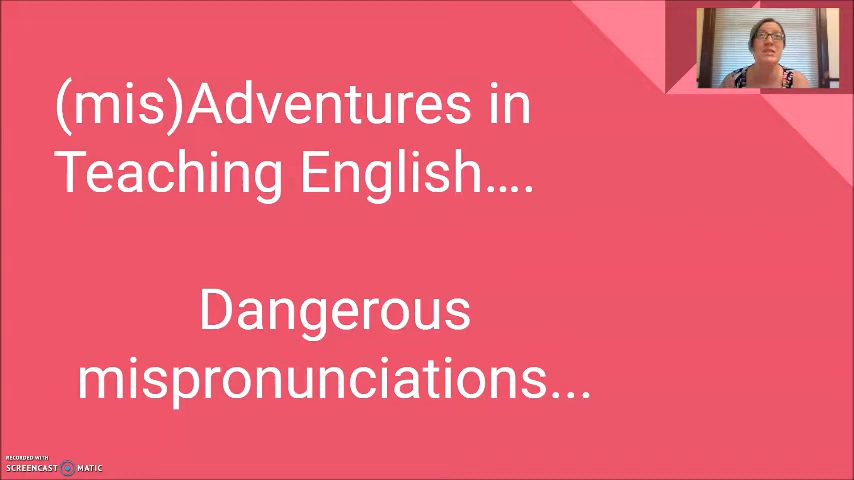 (mis)Adventures in
Teaching English....
Dangerous
mispronunciations...
RECORDED WITH
SCREENCAST MATIC